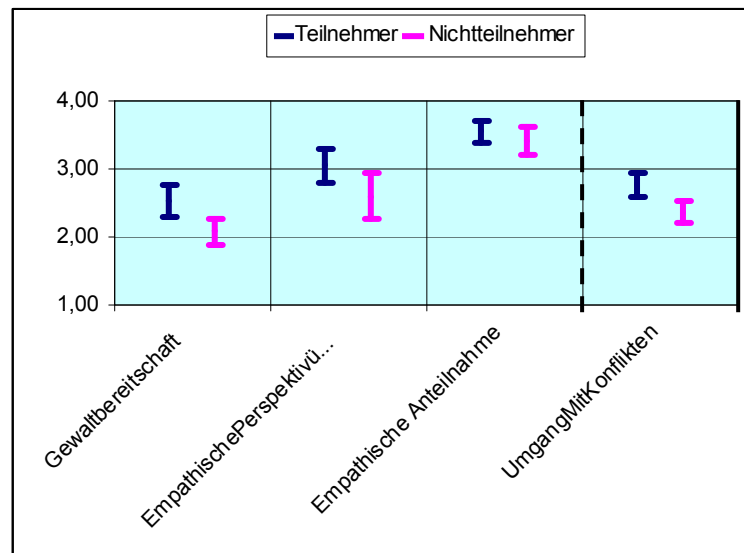 Teilnehmer Nichtteilnehmer
4,00
3,00
2,00
1,00
Gewaltbereitschaft
EmpathischePerspektivü...
Empathische Anteilnahme
UmgangMitKonflikten